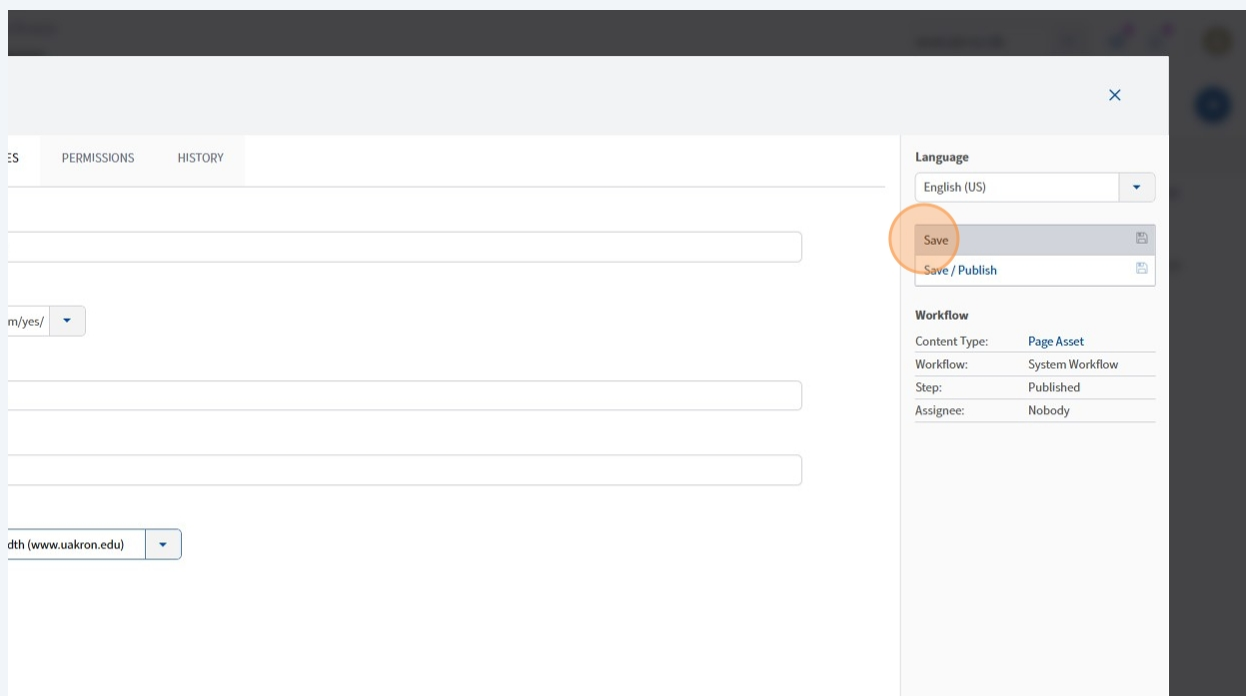 ES PERMISSIONS HISTORY
m/yes/
dth (www.uakron.edu)
Language
English (US)
Save
Save / Publish
Workflow
Content Type: Page Asset
Workflow: System Workflow
Step: Published
Assignee: Nobody